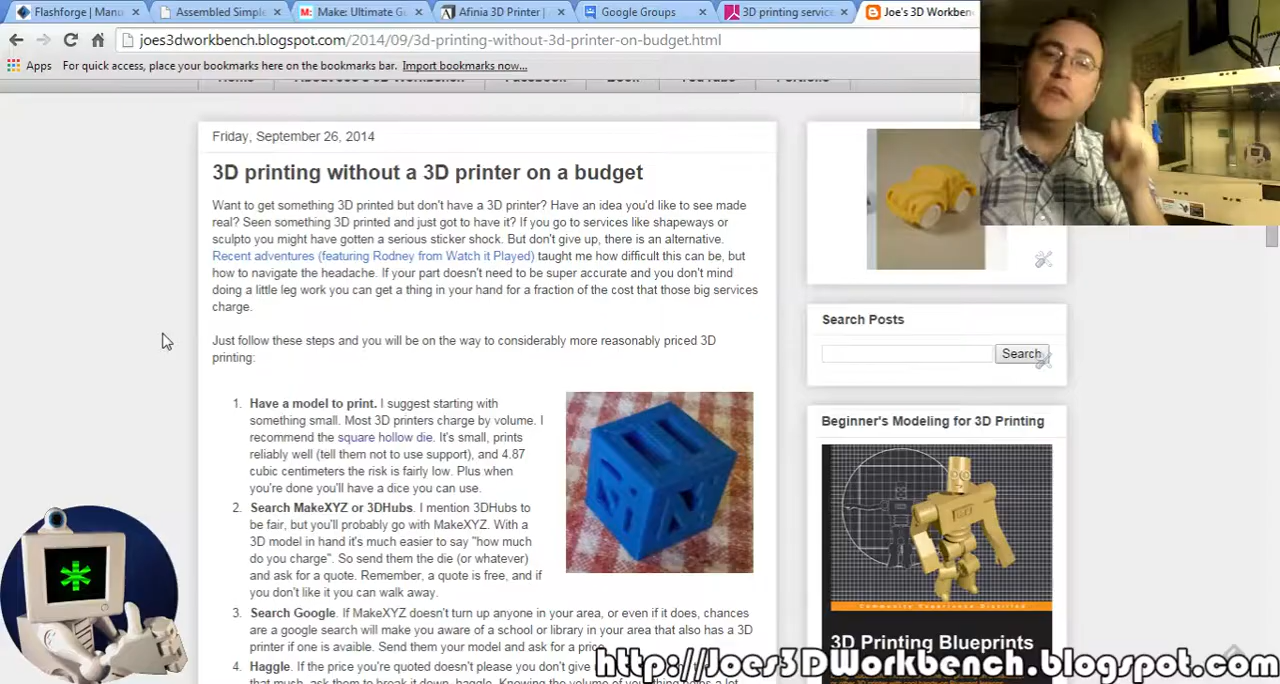 Flashforge | Manu
Assembled Simple
Make: Ultimate Gu
Afinia 3D Printer |
Google Groups
3D printing service
Joe's 3D Workben
joes3dworkbench.blogspot.com/2014/09/3d-printing-without-3d-printer-on-budget.html
Apps For quick access, place your bookmarks here on the bookmarks bar. Import bookmarks now...
Friday, September 26, 2014
3D printing without a 3D printer on a budget
Want to get something 3D printed but don't have a 3D printer? Have an idea you'd like to see made
real? Seen something 3D printed and just got to have it? If you go to services like shapeways or
sculpto you might have gotten a serious sticker shock. But don't give up, there is an alternative.
Recent adventures (featuring Rodney from Watch it Played) taught me how difficult this can be, but
how to navigate the headache. If your part doesn't need to be super accurate and you don't mind
doing a little leg work you can get a thing in your hand for a fraction of the cost that those big services
charge.
Just follow these steps and you will be on the way to considerably more reasonably priced 3D
printing:
1. Have a model to print. I suggest starting with
something small. Most 3D printers charge by volume. I
recommend the square hollow die. It's small, prints
reliably well (tell them not to use support), and 4.87
cubic centimeters the risk is fairly low. Plus when
you're done you'll have a dice you can use.
2. Search MakeXYZ or 3DHubs. I mention 3DHubs to
be fair, but you'll probably go with MakeXYZ. With a
3D model in hand it's much easier to say "how much
do you charge". So send them the die (or whatever)
and ask for a quote. Remember, a quote is free, and if
you don't like it you can walk away.
3. Search Google. If MakeXYZ doesn't turn up anyone in your area, or even if it does, chances
are a google search will make you aware of a school or library in your area that also has a 3D
printer if one is avaible. Send them your model and ask for a price
4. Haggle. If the price you're quoted doesn't please you don't give
Search Posts
Search
Beginner's Modeling for 3D Printing
Community Experience Distilled
3D Printing Blueprints
http://Joes3DWorkbench.blogspot.com